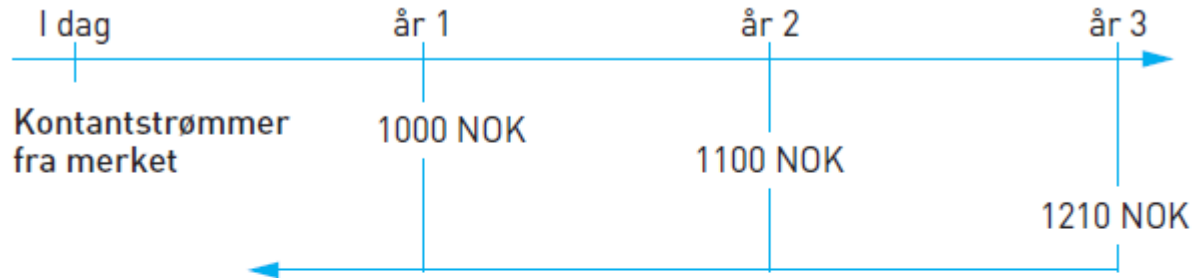 I dag
år 1
år 2
år 3
Kontantstrømmer
fra merket
1000 NOK
1100 NOK
1210 NOK